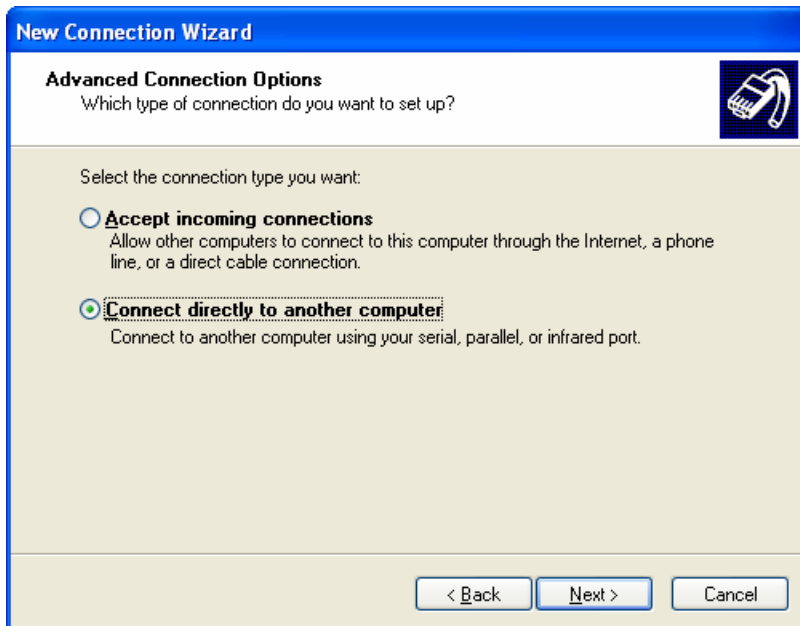 New Connection Wizard
Advanced Connection Options
Which type of connection do you want to set up?
Select the connection type you want:
Accept incoming connections
Allow other computers to connect to this computer through the Internet, a phone
line, or a direct cable connection.
Connect directly to another computer
Connect to another computer using your serial, parallel, or infrared port.
< Back Next > Cancel